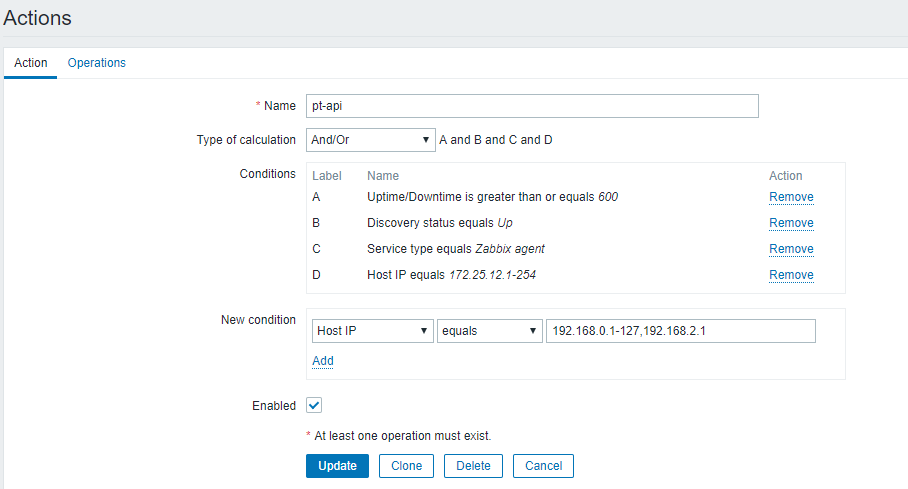 Actions
Action Operations
* Name pt-api
Type of calculation And/Or A and B and C and D
Conditions Label Name Action
A Uptime/Downtime is greater than or equals 600 Remove
B Discovery status equals Up Remove
C Service type equals Zabbix agent Remove
D Host IP equals 172.25.12.1-254 Remove
New condition Host IP equals 192.168.0.1-127,192.168.2.1
Add
Enabled
* At least one operation must exist.
Update Clone Delete Cancel